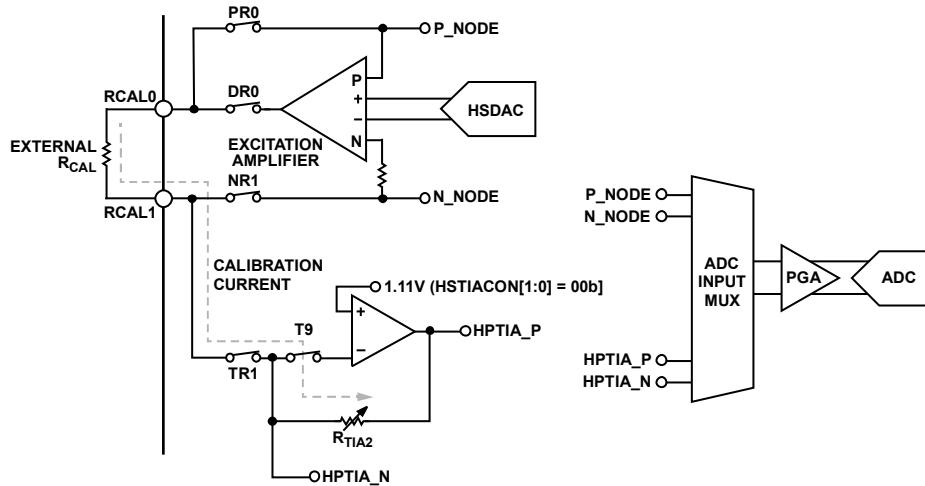 PR0
P_NODE
RCAL0
DR0
P
+
−
HSDAC
EXCITATION
AMPLIFIER
N
EXTERNAL
RCAL
RCAL1
NR1
N_NODE
CALIBRATION
CURRENT
1.11V (HSTIACON[1:0] = 00b]
+
−
HPTIA_P
T9
TR1
RTIA2
HPTIA_N
P_NODE
N_NODE
ADC
INPUT
MUX
PGA
ADC
HPTIA_P
HPTIA_N